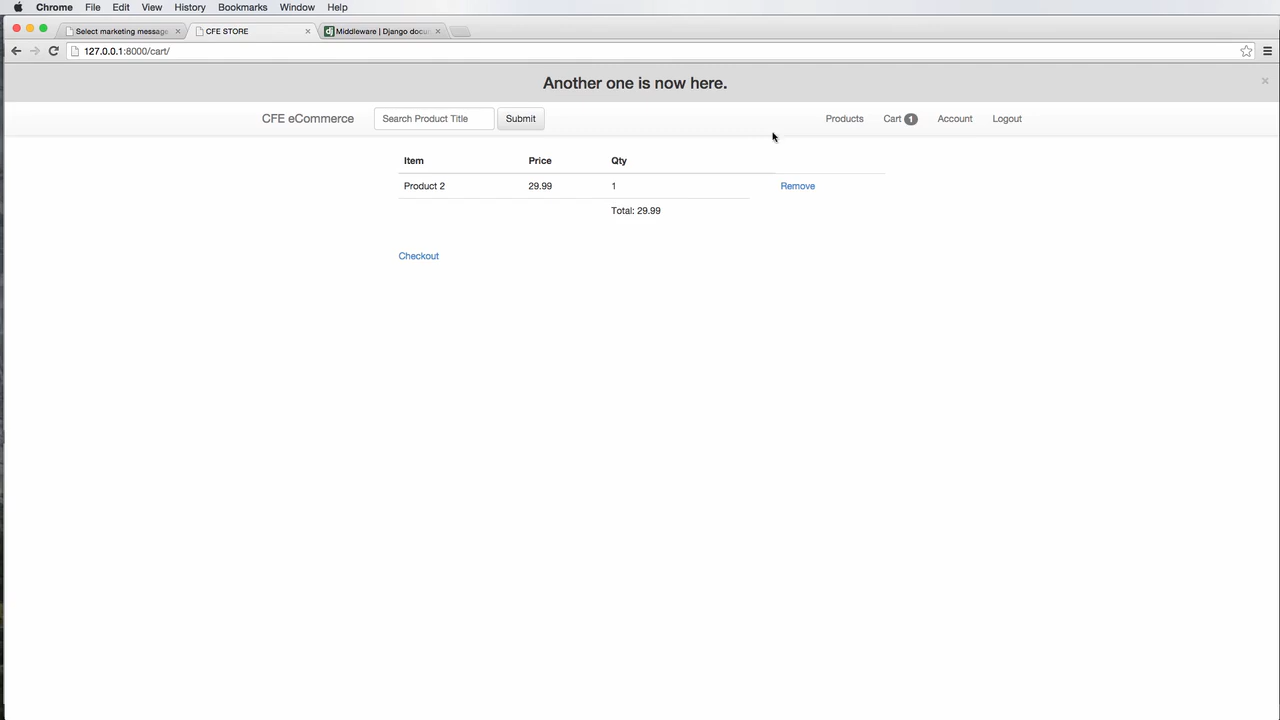 Chrome File Edit View History Bookmarks Window Help
Select marketing message
CFE STORE
Middleware | Django docu
127.0.0.1:8000/cart/
Another one is now here.
×
CFE eCommerce Search Product Title Submit Products Cart 1 Account Logout
Item Price Qty
Product 2 29.99 1 Remove
Total: 29.99
Checkout